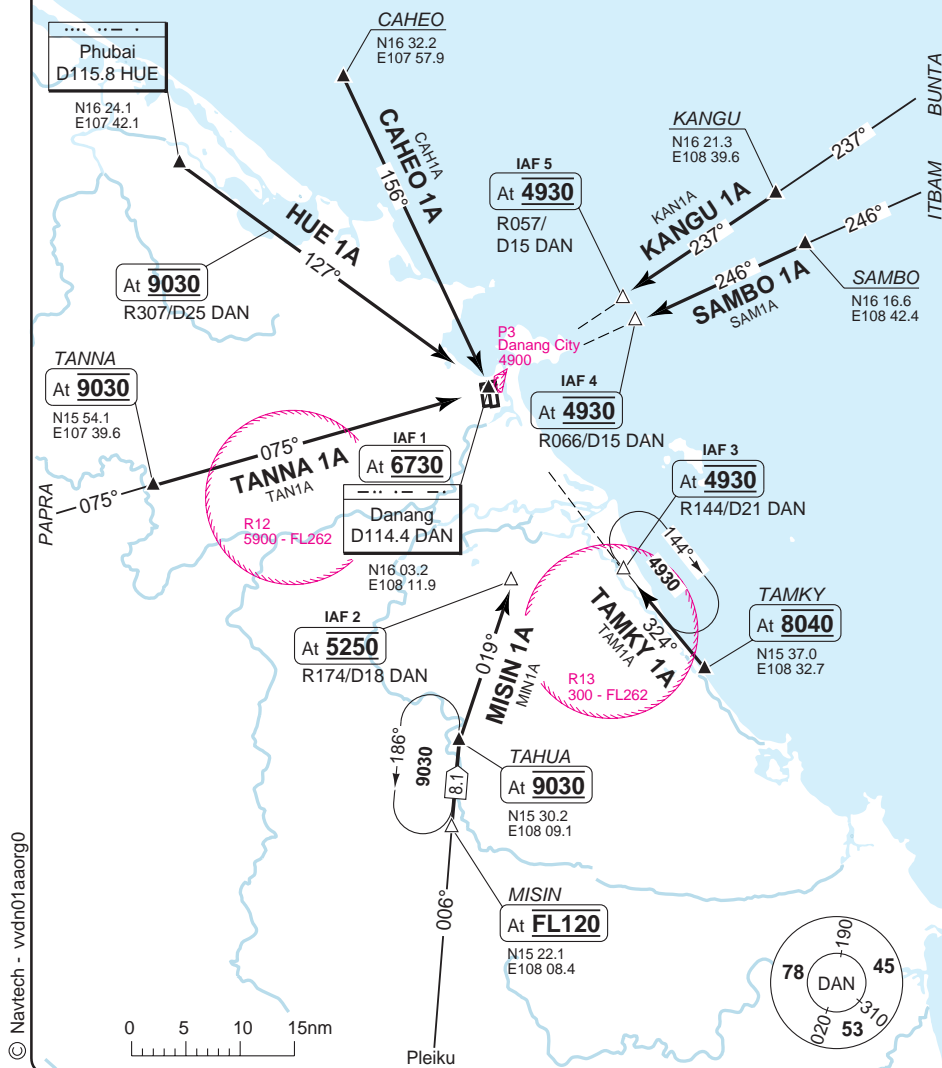 CAHEO
N16 32.2
E107 57.9
Phubai
D115.8 HUE
N16 24.1
E107 42.1
BUNTA
KANGU
N16 21.3
E108 39.6
237°
ITBAM
IAF 5
At 4930
R057/
D15 DAN
CAHEO 1A
CAH1A
156°
KANGU 1A
KAN1A
237°
246°
HUE 1A
127°
SAMBO 1A
SAM1A
246°
SAMBO
N16 16.6
E108 42.4
At 9030
R307/D25 DAN
P3
Danang City
4900
TANNA
At 9030
N15 54.1
E107 39.6
IAF 4
At 4930
R066/D15 DAN
IAF 1
At 6730
Danang
D114.4 DAN
N16 03.2
E108 11.9
IAF 3
At 4930
R144/D21 DAN
075°
TANNA 1A
TAN1A
PAPRA
075°
R12
5900 - FL262
144°
4930
TAMKY
At 8040
N15 37.0
E108 32.7
IAF 2
At 5250
R174/D18 DAN
019°
MISIN 1A
MIN1A
TAMKY 1A
TAM1A
324°
R13
300 - FL262
186°
9030
8.1
TAHUA
At 9030
N15 30.2
E108 09.1
MISIN
At FL120
N15 22.1
E108 08.4
006°
190
78
45
DAN
020
310
53
0 5 10 15nm
Pleiku
© Navtech - vvdn01aaorg0